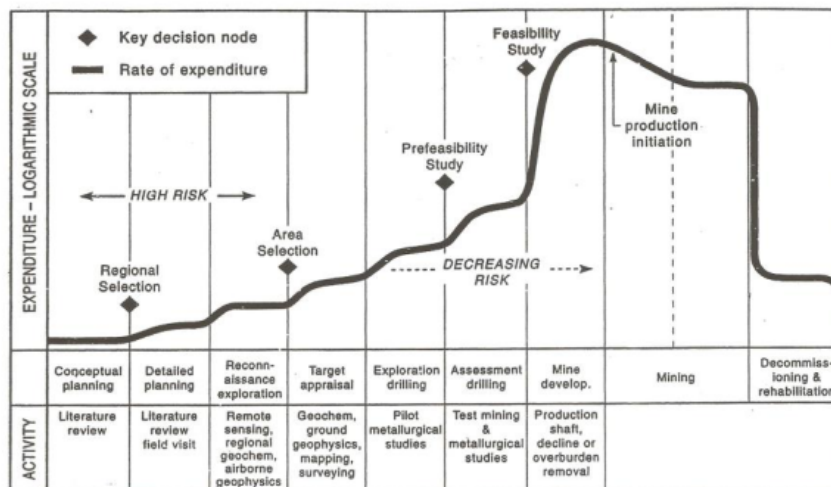 Key decision node
Rate of expenditure
EXPENDITURE – LOGARITHMIC SCALE
HIGH RISK
Regional
Selection
Area
Selection
Prefeasibility
Study
Feasibility
Study
DECREASING
RISK
Mine
production
initiation
Conceptual
planning
Detailed
planning
Reconn-
aissance
exploration
Target
appraisal
Exploration
drilling
Assessment
drilling
Mine
develop.
Mining
Decommiss-
ioning &
rehabilitation
ACTIVITY
Literature
review
Literature
review
field visit
Remote
sensing,
regional
geochem,
airborne
geophysics
Geochem,
ground
geophysics,
mapping,
surveying
Pilot
metallurgical
studies
Test mining
&
metallurgical
studies
Production
shaft,
decline or
overburden
removal